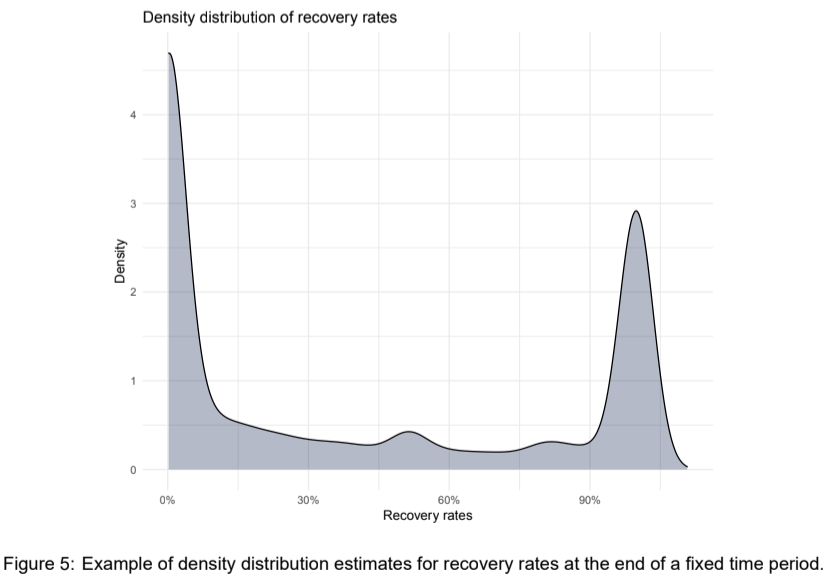 Density distribution of recovery rates
4
3
2
1
0
Density
0%
30%
60%
90%
Recovery rates
Figure 5: Example of density distribution estimates for recovery rates at the end of a fixed time period.